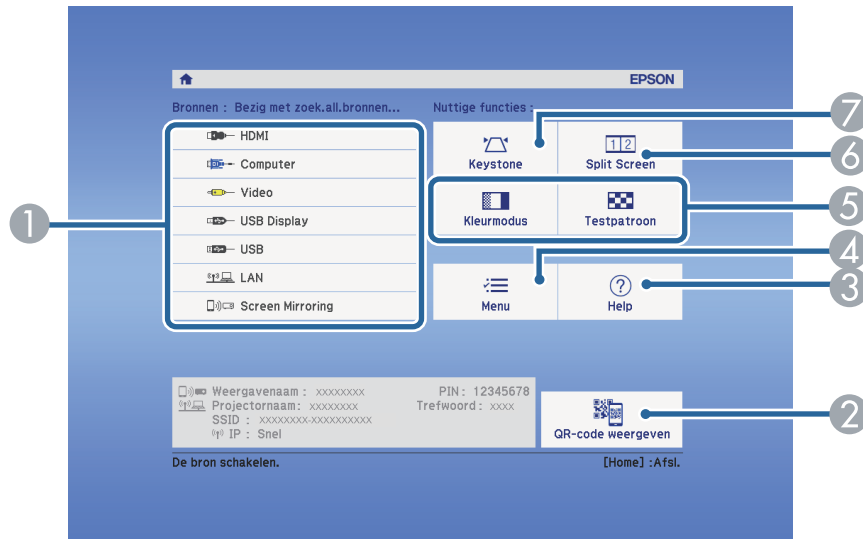 EPSON
Bronnen : Bezig met zoek.all.bronnen...
HDMI
Computer
Video
USB Display
USB
LAN
Screen Mirroring
Nuttige functies :
Keystone
Split Screen
Kleurmodus
Testpatroon
Menu
Help
Weergavenaam : xxxxxxxx
PIN : 12345678
Projectornaam : xxxxxxxx
Trefwoord : xxxx
SSID : xxxxxxxx-xxxxxxxxxx
IP : Snel
QR-code weergeven
De bron schakelen.
[Home] :Afsl.
1
7
6
5
4
3
2